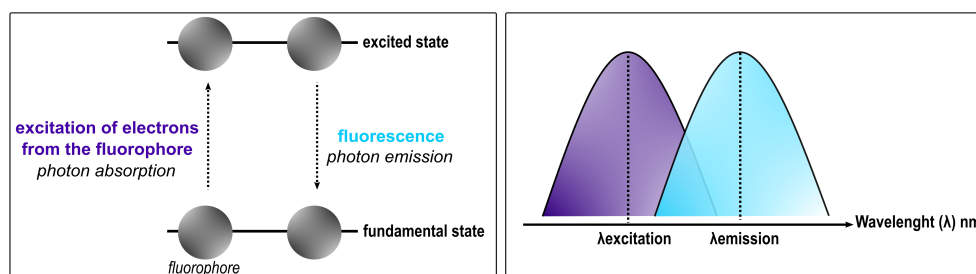 excited state
excitation of electrons
from the fluorophore
photon absorption
fluorescence
photon emission
fundamental state
fluorophore
Wavelenght (λ) nm
λexcitation
λemission